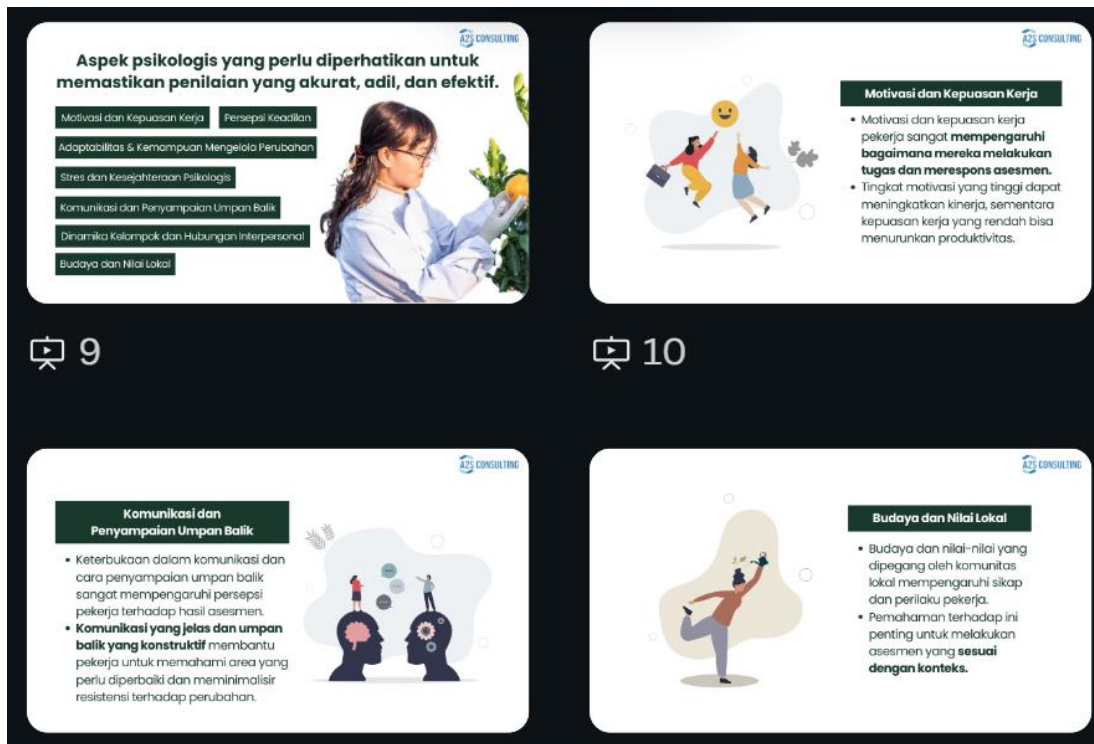 A2S CONSULTING
Aspek psikologis yang perlu diperhatikan untuk
memastikan penilaian yang akurat, adil, dan efektif.
Motivasi dan Kepuasan Kerja
Persepsi Keadilan
Adaptabilitas & Kemampuan Mengelola Perubahan
Stres dan Kesejahteraan Psikologis
Komunikasi dan Penyampaian Umpan Balik
Dinamika Kelompok dan Hubungan Interpersonal
Budaya dan Nilai Lokal
9
A2S CONSULTING
Motivasi dan Kepuasan Kerja
• Motivasi dan kepuasan kerja
pekerja sangat mempengaruhi
bagaimana mereka melakukan
tugas dan merespons asesmen.
• Tingkat motivasi yang tinggi dapat
meningkatkan kinerja, sementara
kepuasan kerja yang rendah bisa
menurunkan produktivitas.
10
A2S CONSULTING
Komunikasi dan
Penyampaian Umpan Balik
• Keterbukaan dalam komunikasi dan
cara penyampaian umpan balik
sangat mempengaruhi persepsi
pekerja terhadap hasil asesmen.
• Komunikasi yang jelas dan umpan
balik yang konstruktif membantu
pekerja untuk memahami area yang
perlu diperbaiki dan meminimalisir
resistensi terhadap perubahan.
A2S CONSULTING
Budaya dan Nilai Lokal
• Budaya dan nilai-nilai yang
dipegang oleh komunitas
lokal mempengaruhi sikap
dan perilaku pekerja.
• Pemahaman terhadap ini
penting untuk melakukan
asesmen yang sesuai
dengan konteks.